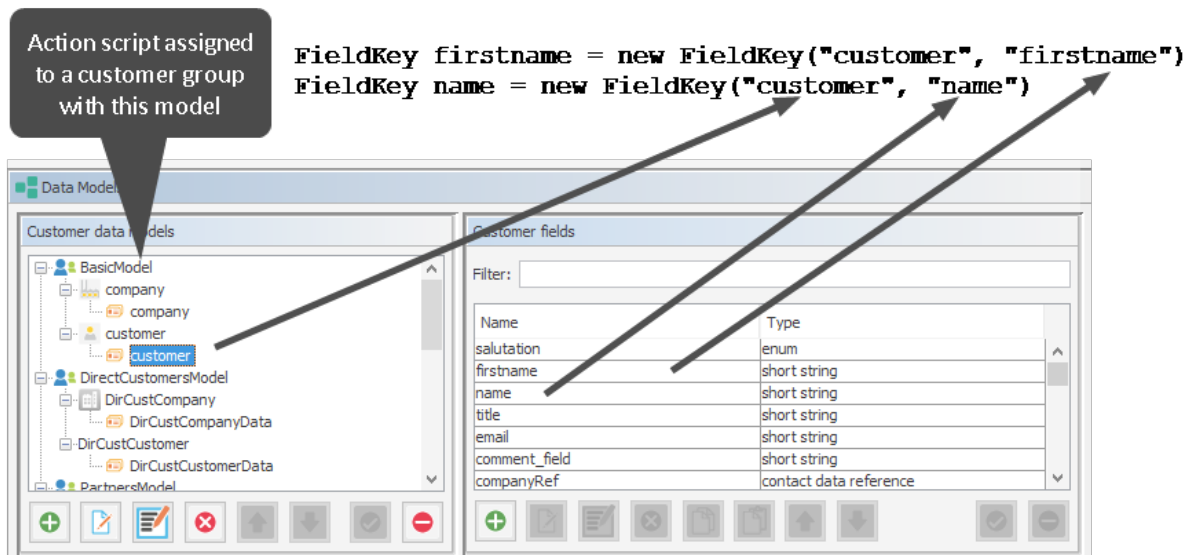 Action script assigned
to a customer group
with this model
FieldKey firstname = new FieldKey("customer", "firstname")
FieldKey name = new FieldKey("customer", "name")
Data Model
Customer data models
BasicModel
company
company
customer
customer
DirectCustomersModel
DirCustCompany
DirCustCompanyData
DirCustCustomer
DirCustCustomerData
PartnersModel
Customer fields
Filter:
Name Type
salutation enum
firstname short string
name short string
title short string
email short string
comment_field short string
companyRef contact data reference